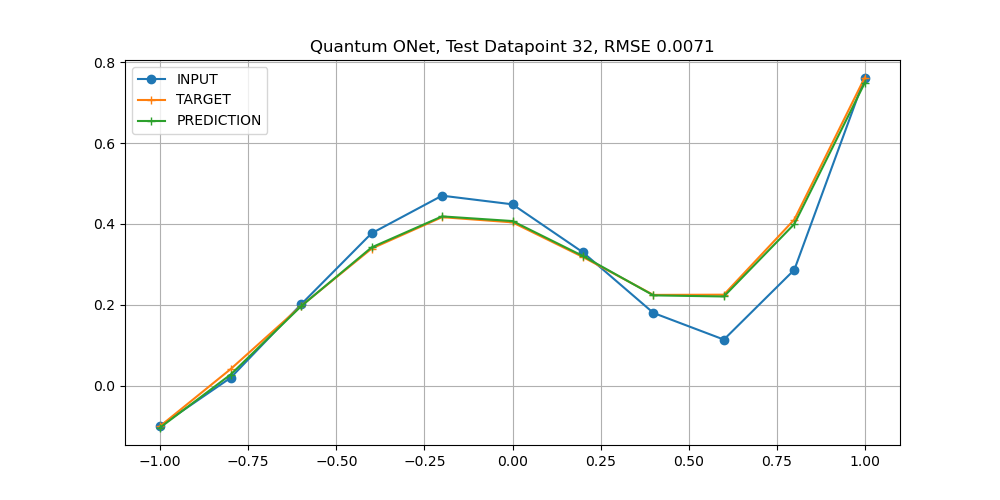 Quantum ONet, Test Datapoint 32, RMSE 0.0071
INPUT
TARGET
PREDICTION
0.8
0.6
0.4
0.2
0.0
−1.00 −0.75 −0.50 −0.25 0.00 0.25 0.50 0.75 1.00